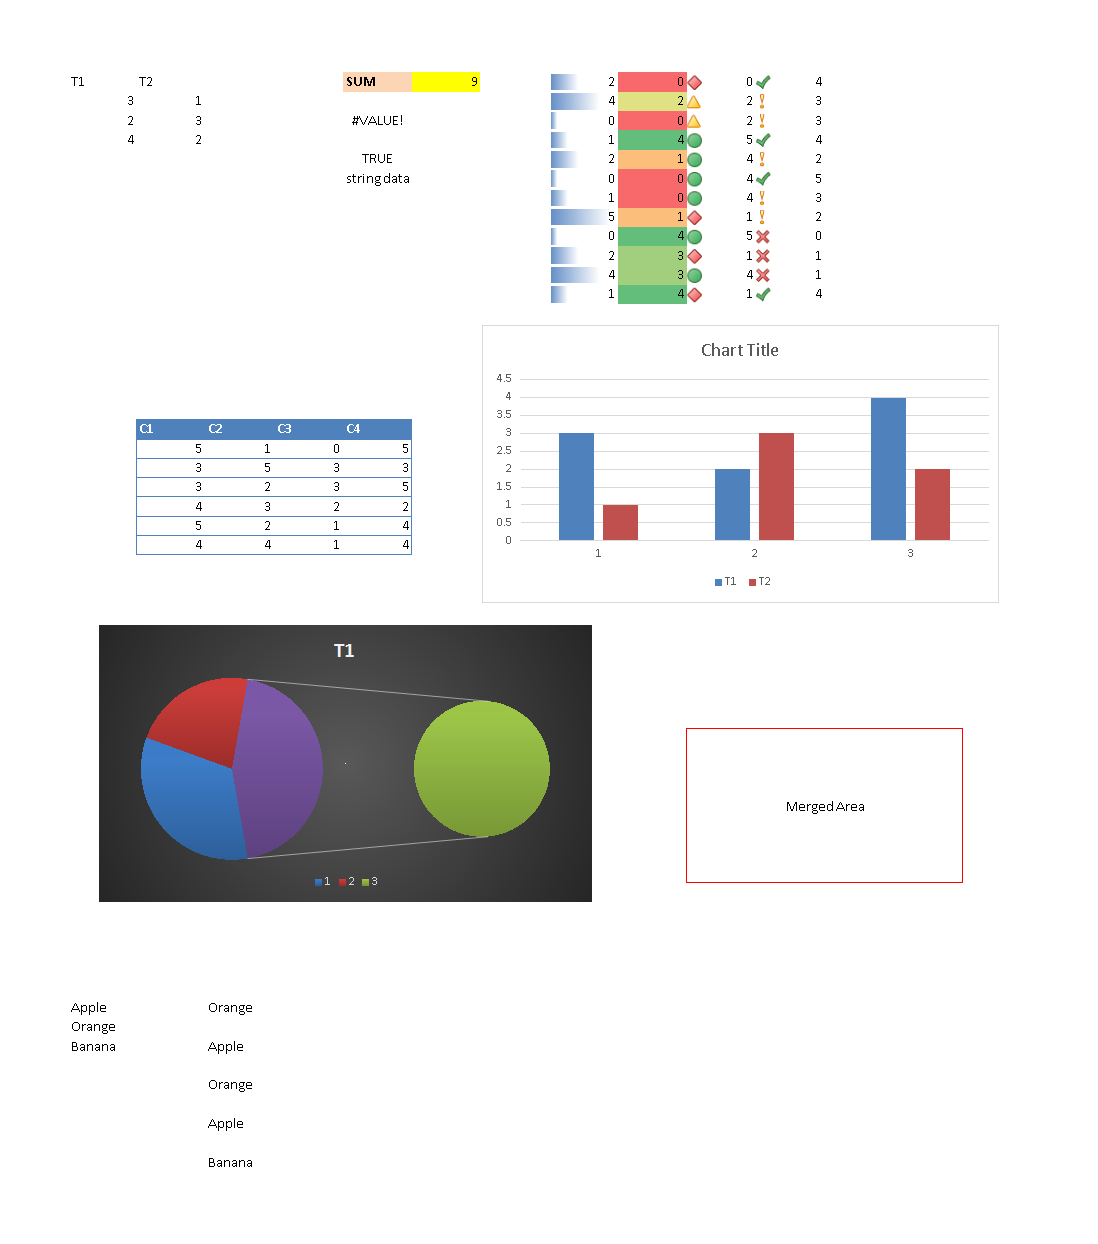 T1 T2 SUM 9 2 0 0 4
3 1 4 2 2 3
2 3 #VALUE! 0 0 2 3
4 2 1 4 5 4
TRUE 2 1 4 2
string data 0 0 4 5
1 0 4 3
5 1 1 2
0 4 5 0
2 3 1 1
4 3 4 1
1 4 1 4
Chart Title
4.5
4
3.5
3
2.5
2
1.5
1
0.5
0
1 2 3
T1 T2
C1 C2 C3 C4
5 1 0 5
3 5 3 3
3 2 3 5
4 3 2 2
5 2 1 4
4 4 1 4
T1
1 2 3
Merged Area
Apple Orange
Orange
Banana Apple
Orange
Apple
Banana